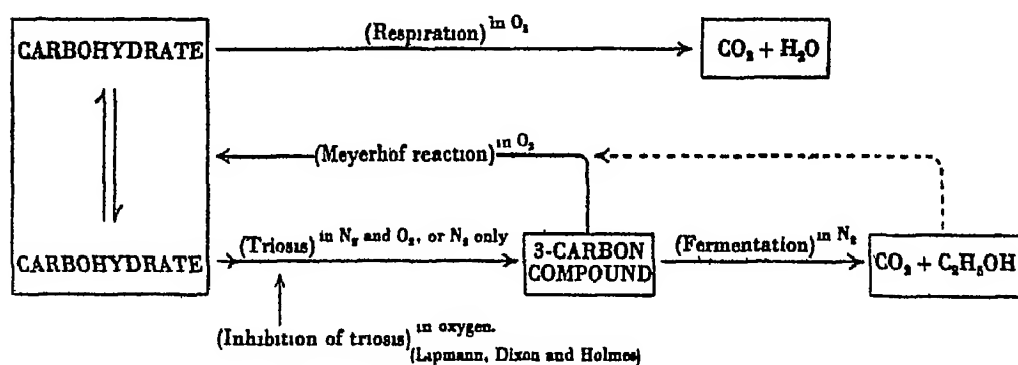 (Respiration) in O₂
CARBOHYDRATE
CO₂ + H₂O
(Meyerhof reaction) in O₂
(Triosis) in N₂ and O₂, or N₂ only
3-CARBON
COMPOUND
(Fermentation) in N₂
CARBOHYDRATE
CO₂ + C₂H₅OH
(Inhibition of triosis) in oxygen.
(Lipmann, Dixon and Holmes)